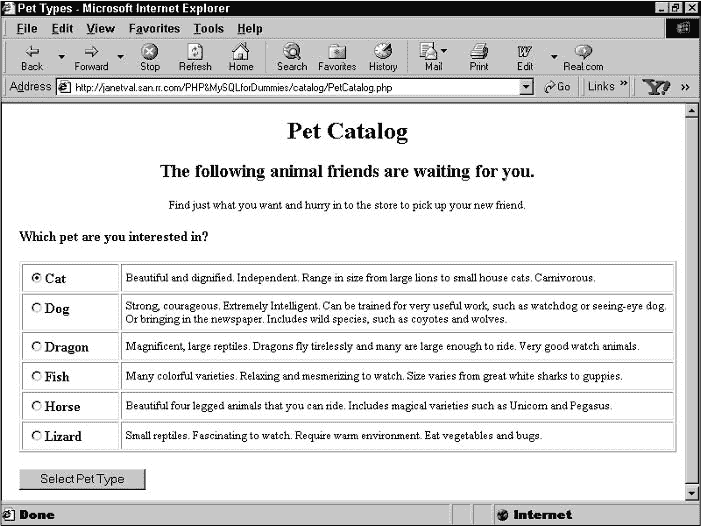 Pet Types - Microsoft Internet Explorer
File Edit View Favorites Tools Help
Back Forward Stop Refresh Home Search Favorites History Mail Print Edit Real.com
Address http://janetval.san.rr.com/PHP&MySQLforDummies/catalog/PetCatalog.php Go Links » Y! »
Pet Catalog
The following animal friends are waiting for you.
Find just what you want and hurry in to the store to pick up your new friend.
Which pet are you interested in?
Cat Beautiful and dignified. Independent. Range in size from large lions to small house cats. Carnivorous.
Dog Strong, courageous. Extremely Intelligent. Can be trained for very useful work, such as watchdog or seeing-eye dog.
Or bringing in the newspaper. Includes wild species, such as coyotes and wolves.
Dragon Magnificent, large reptiles. Dragons fly tirelessly and many are large enough to ride. Very good watch animals.
Fish Many colorful varieties. Relaxing and mesmerizing to watch. Size varies from great white sharks to guppies.
Horse Beautiful four legged animals that you can ride. Includes magical varieties such as Unicorn and Pegasus.
Lizard Small reptiles. Fascinating to watch. Require warm environment. Eat vegetables and bugs.
Select Pet Type
Done Internet